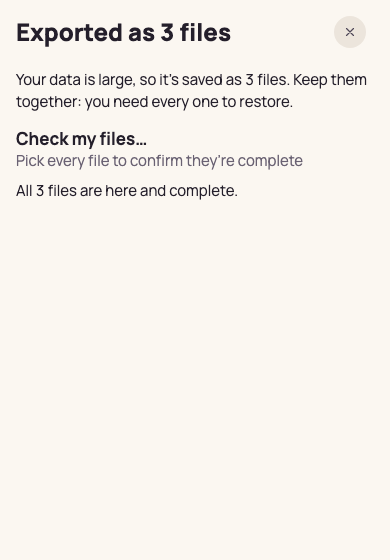 Exported as 3 files
Your data is large, so it's saved as 3 files. Keep them
together: you need every one to restore.
Check my files…
Pick every file to confirm they're complete
All 3 files are here and complete.